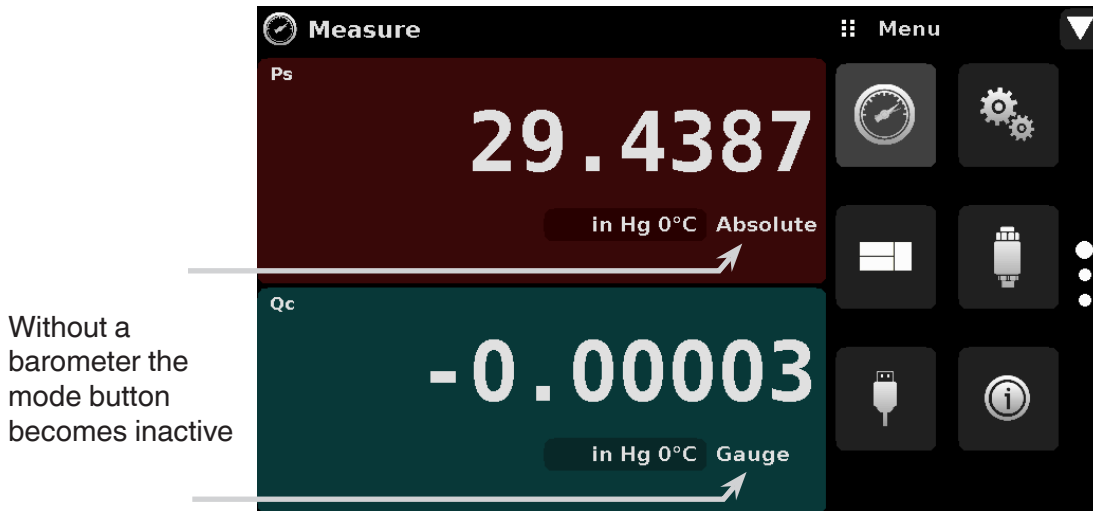 Measure
Menu
Ps
29.4387
in Hg 0°C Absolute
Qc
-0.00003
in Hg 0°C Gauge
Without a
barometer the
mode button
becomes inactive